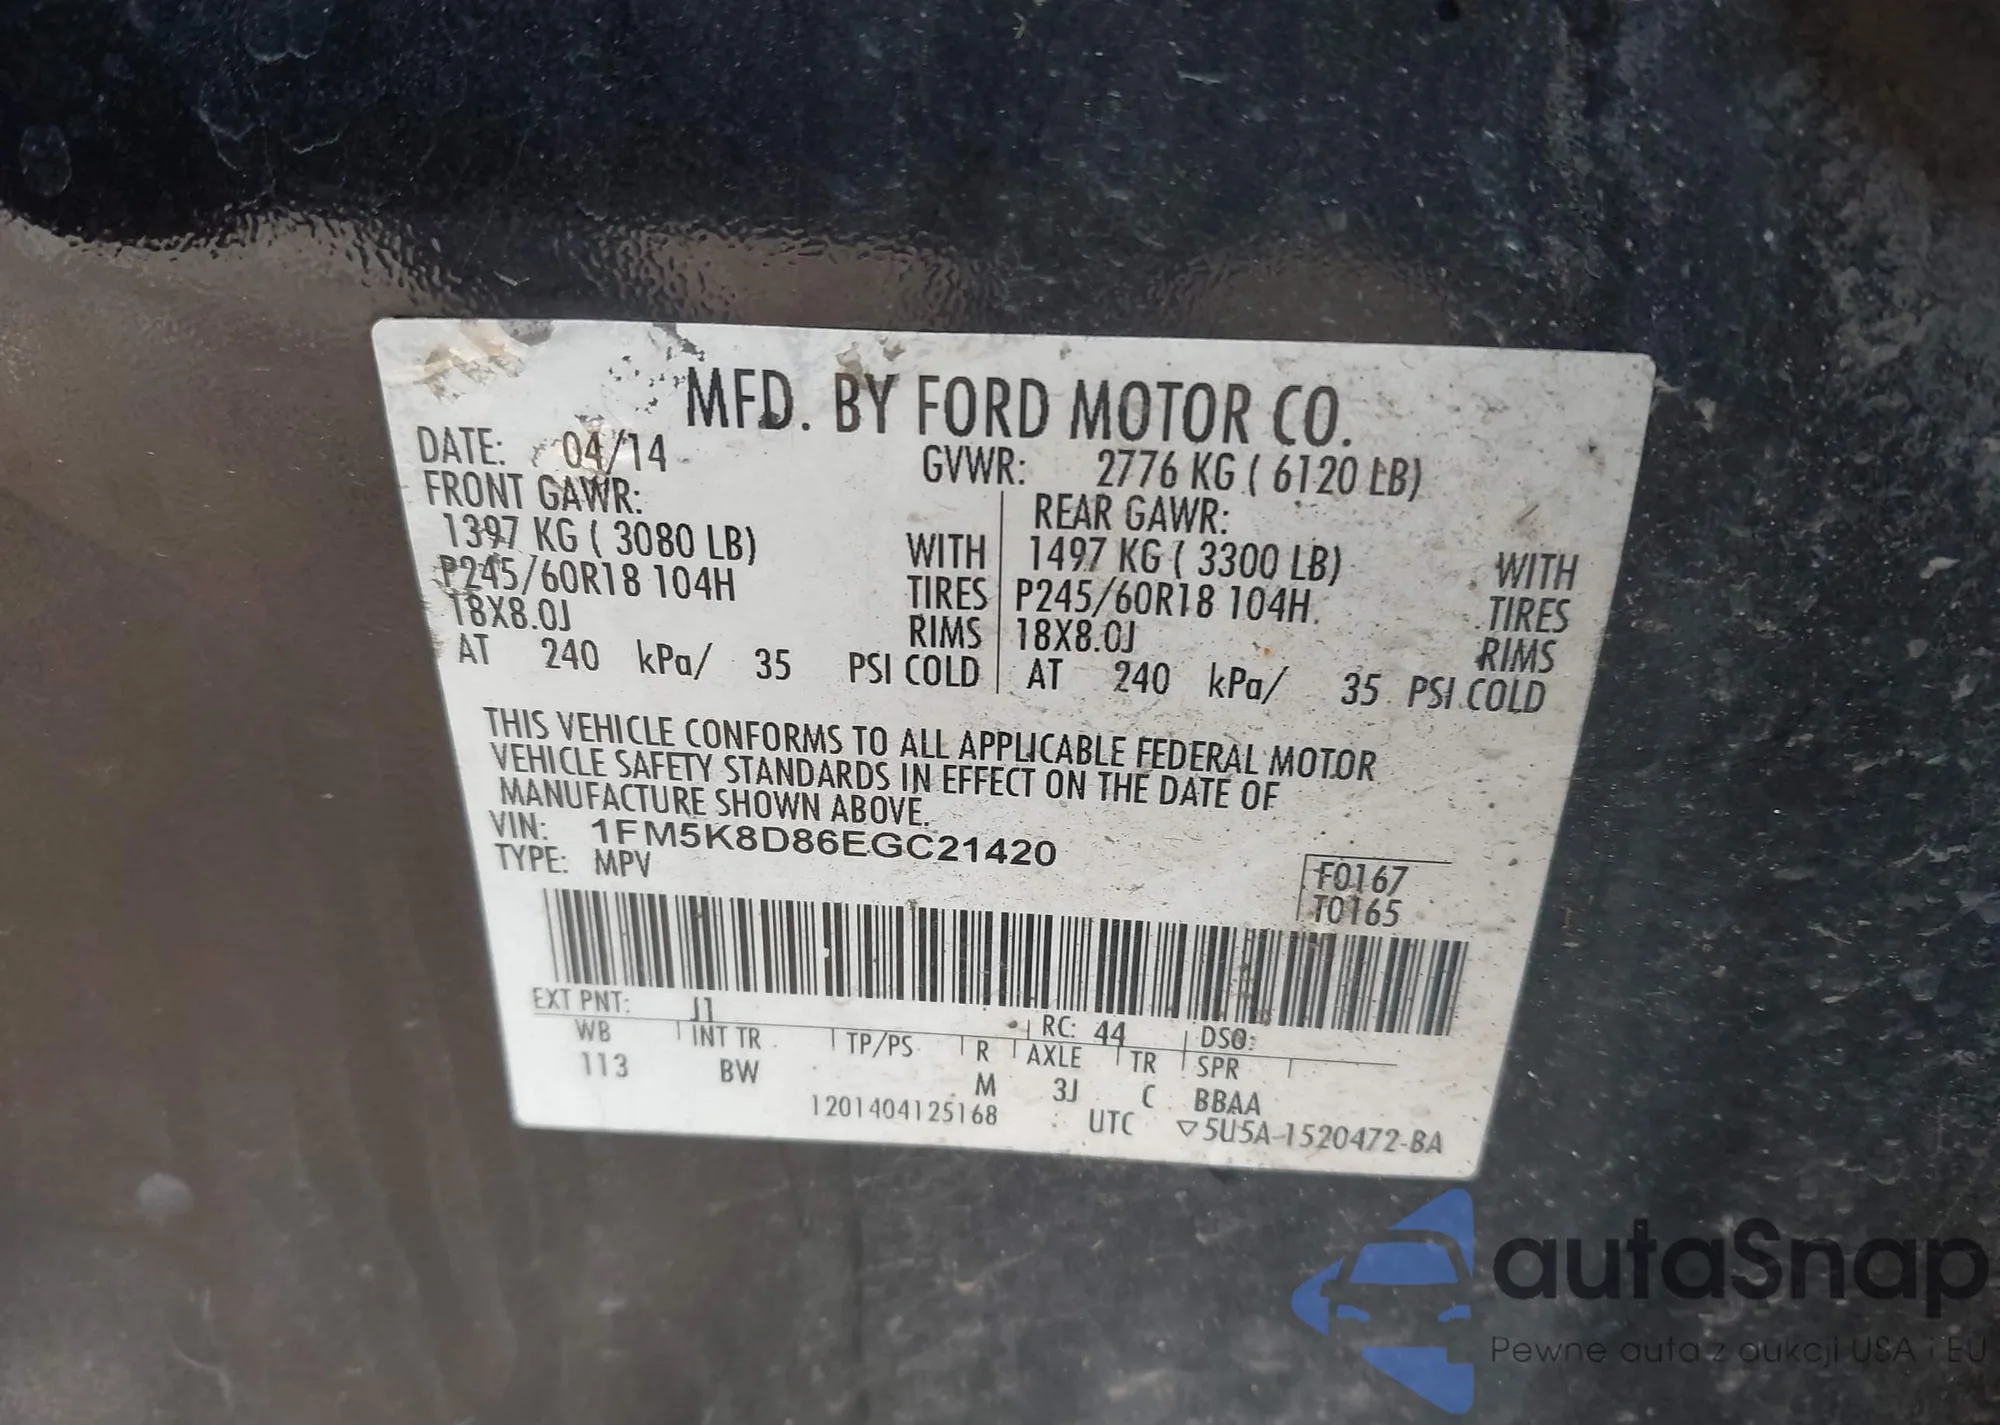 MFD. BY FORD MOTOR CO.
DATE: 04/14 GVWR: 2776 KG ( 6120 LB)
FRONT GAWR: REAR GAWR:
1397 KG ( 3080 LB) WITH 1497 KG ( 3300 LB) WITH
P245/60R18 104H TIRES P245/60R18 104H TIRES
18X8.0J RIMS 18X8.0J RIMS
AT 240 kPa/ 35 PSI COLD AT 240 kPa/ 35 PSI COLD
THIS VEHICLE CONFORMS TO ALL APPLICABLE FEDERAL MOTOR
VEHICLE SAFETY STANDARDS IN EFFECT ON THE DATE OF
MANUFACTURE SHOWN ABOVE.
VIN: 1FM5K8D86EGC21420
TYPE: MPV
F0167
T0165
EXT PNT: J1 RC: 44 DSO:
WB INT TR TP/PS R AXLE TR SPR
113 BW M 3J C BBAA
1201404125168 UTC ▽5U5A-1520472-BA
autaSnap
Pewne auta z aukcji USA i EU